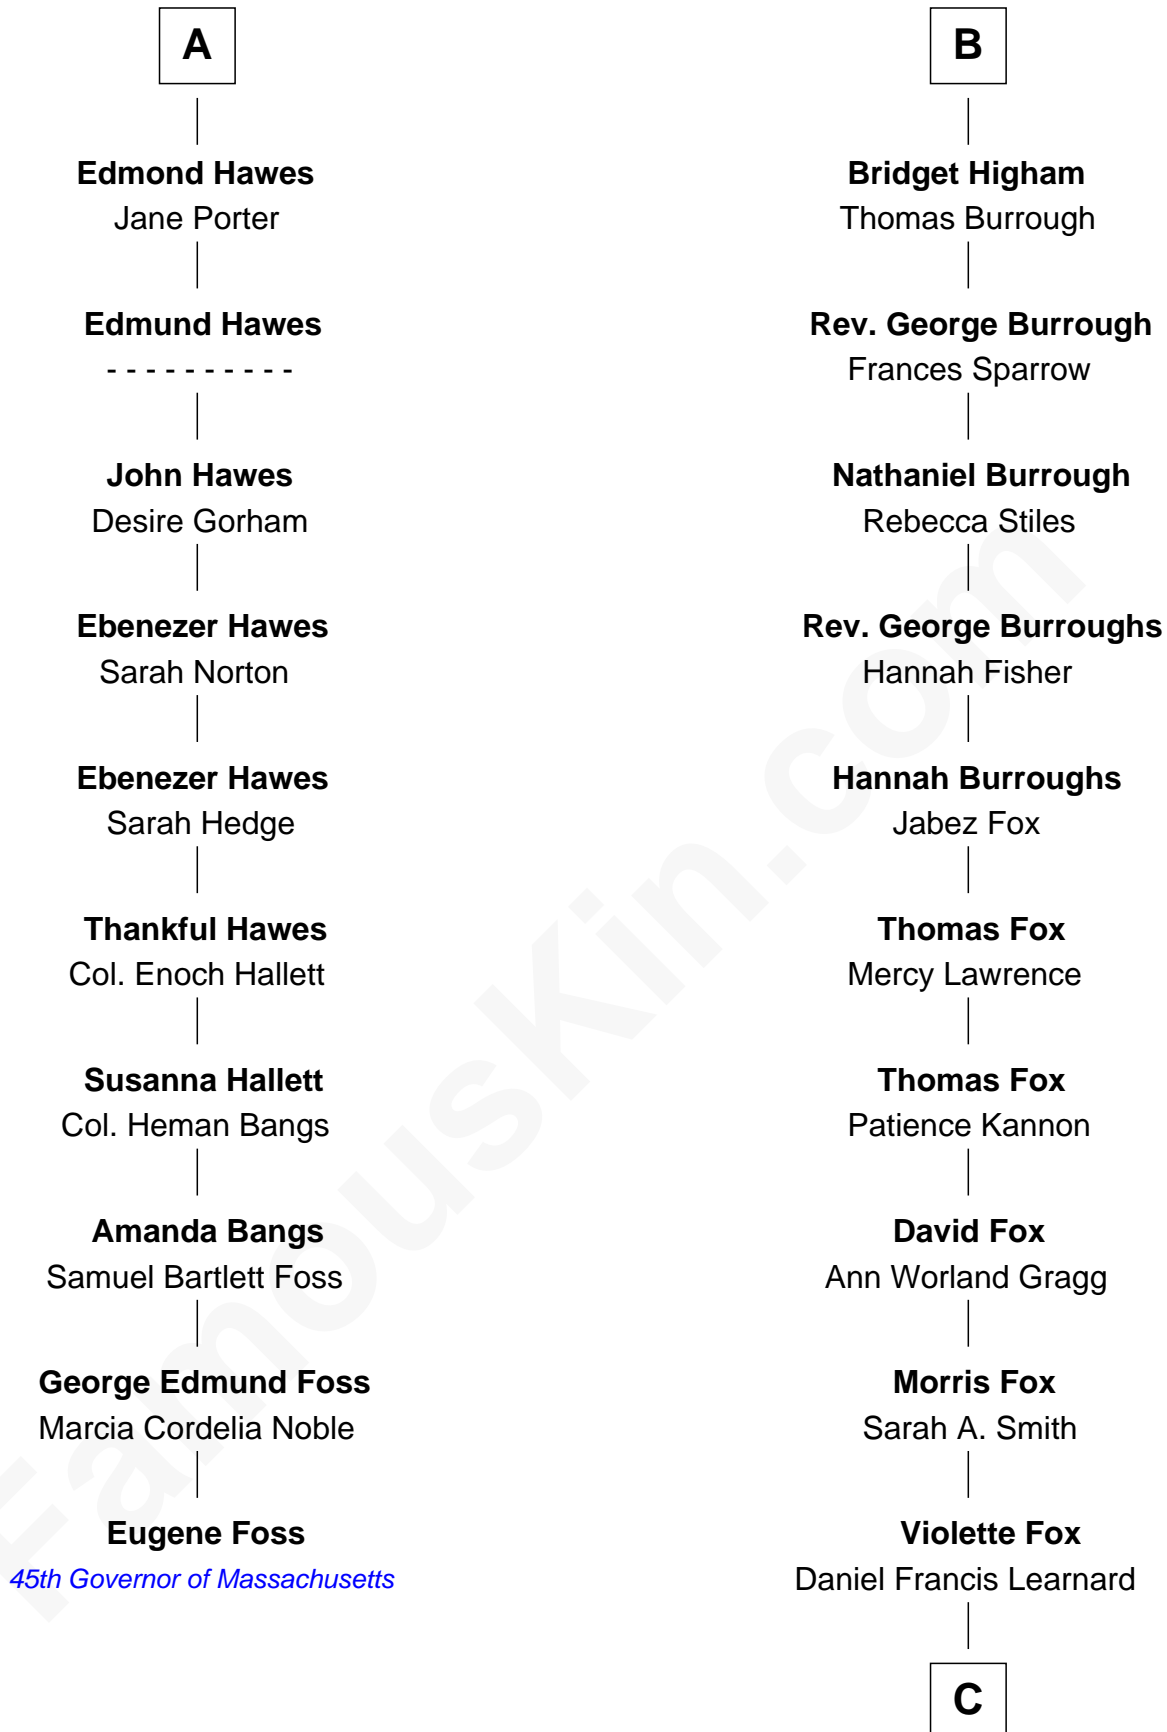 A
Edmond Hawes
Jane Porter
Edmund Hawes
- - - - - - - - - -
John Hawes
Desire Gorham
Ebenezer Hawes
Sarah Norton
Ebenezer Hawes
Sarah Hedge
Thankful Hawes
Col. Enoch Hallett
Susanna Hallett
Col. Heman Bangs
Amanda Bangs
Samuel Bartlett Foss
George Edmund Foss
Marcia Cordelia Noble
Eugene Foss
45th Governor of Massachusetts
B
Bridget Higham
Thomas Burrough
Rev. George Burrough
Frances Sparrow
Nathaniel Burrough
Rebecca Stiles
Rev. George Burroughs
Hannah Fisher
Hannah Burroughs
Jabez Fox
Thomas Fox
Mercy Lawrence
Thomas Fox
Patience Kannon
David Fox
Ann Worland Gragg
Morris Fox
Sarah A. Smith
Violette Fox
Daniel Francis Learnard
C
FamousKin.com